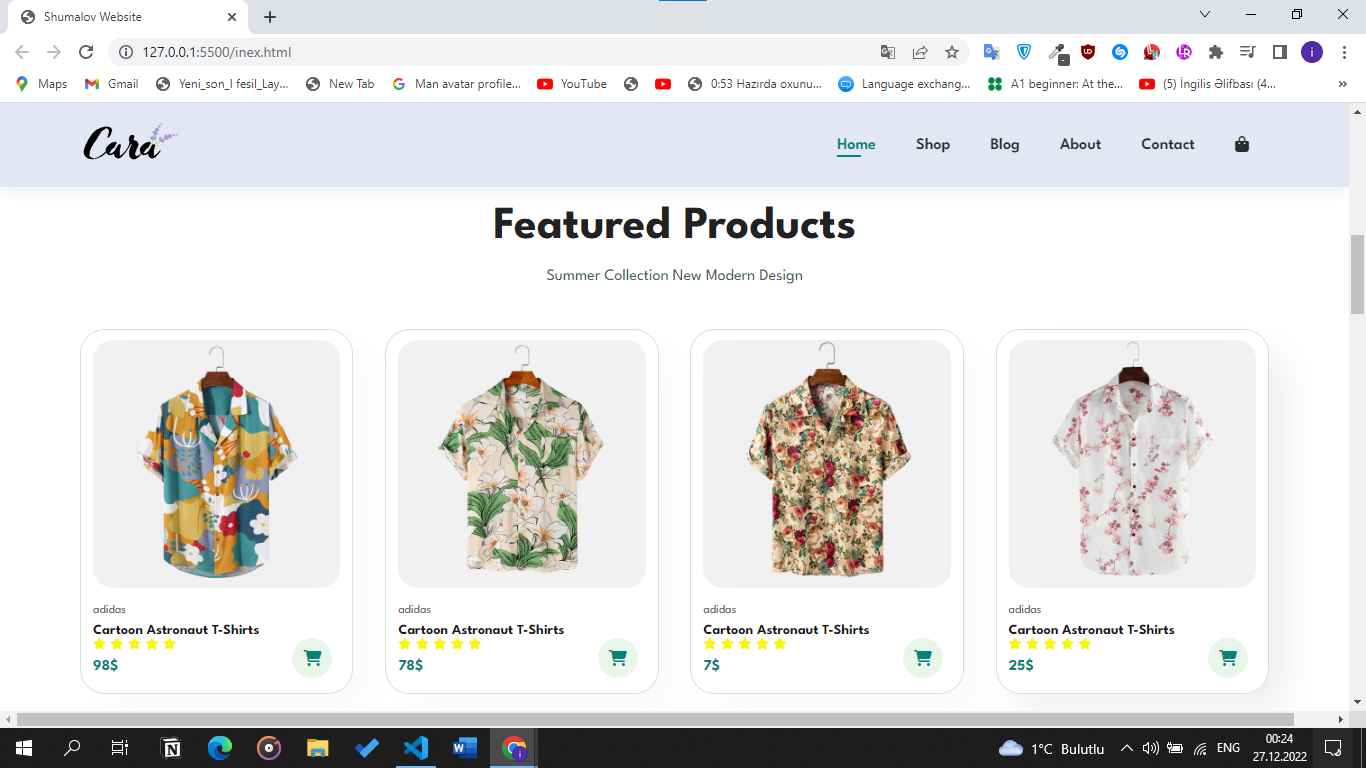 Shumalov Website
127.0.0.1:5500/inex.html
Maps
Gmail
Yeni_son_I fesil_Lay...
New Tab
Man avatar profile...
YouTube
0:53 Hazırda oxunu...
Language exchang...
A1 beginner: At the...
(5) İngilis Əlifbası (4...
»
Cara
Home
Shop
Blog
About
Contact
Featured Products
Summer Collection New Modern Design
adidas
Cartoon Astronaut T-Shirts
98$
adidas
Cartoon Astronaut T-Shirts
78$
adidas
Cartoon Astronaut T-Shirts
7$
adidas
Cartoon Astronaut T-Shirts
25$
1°C Bulutlu
ENG
00:24
27.12.2022